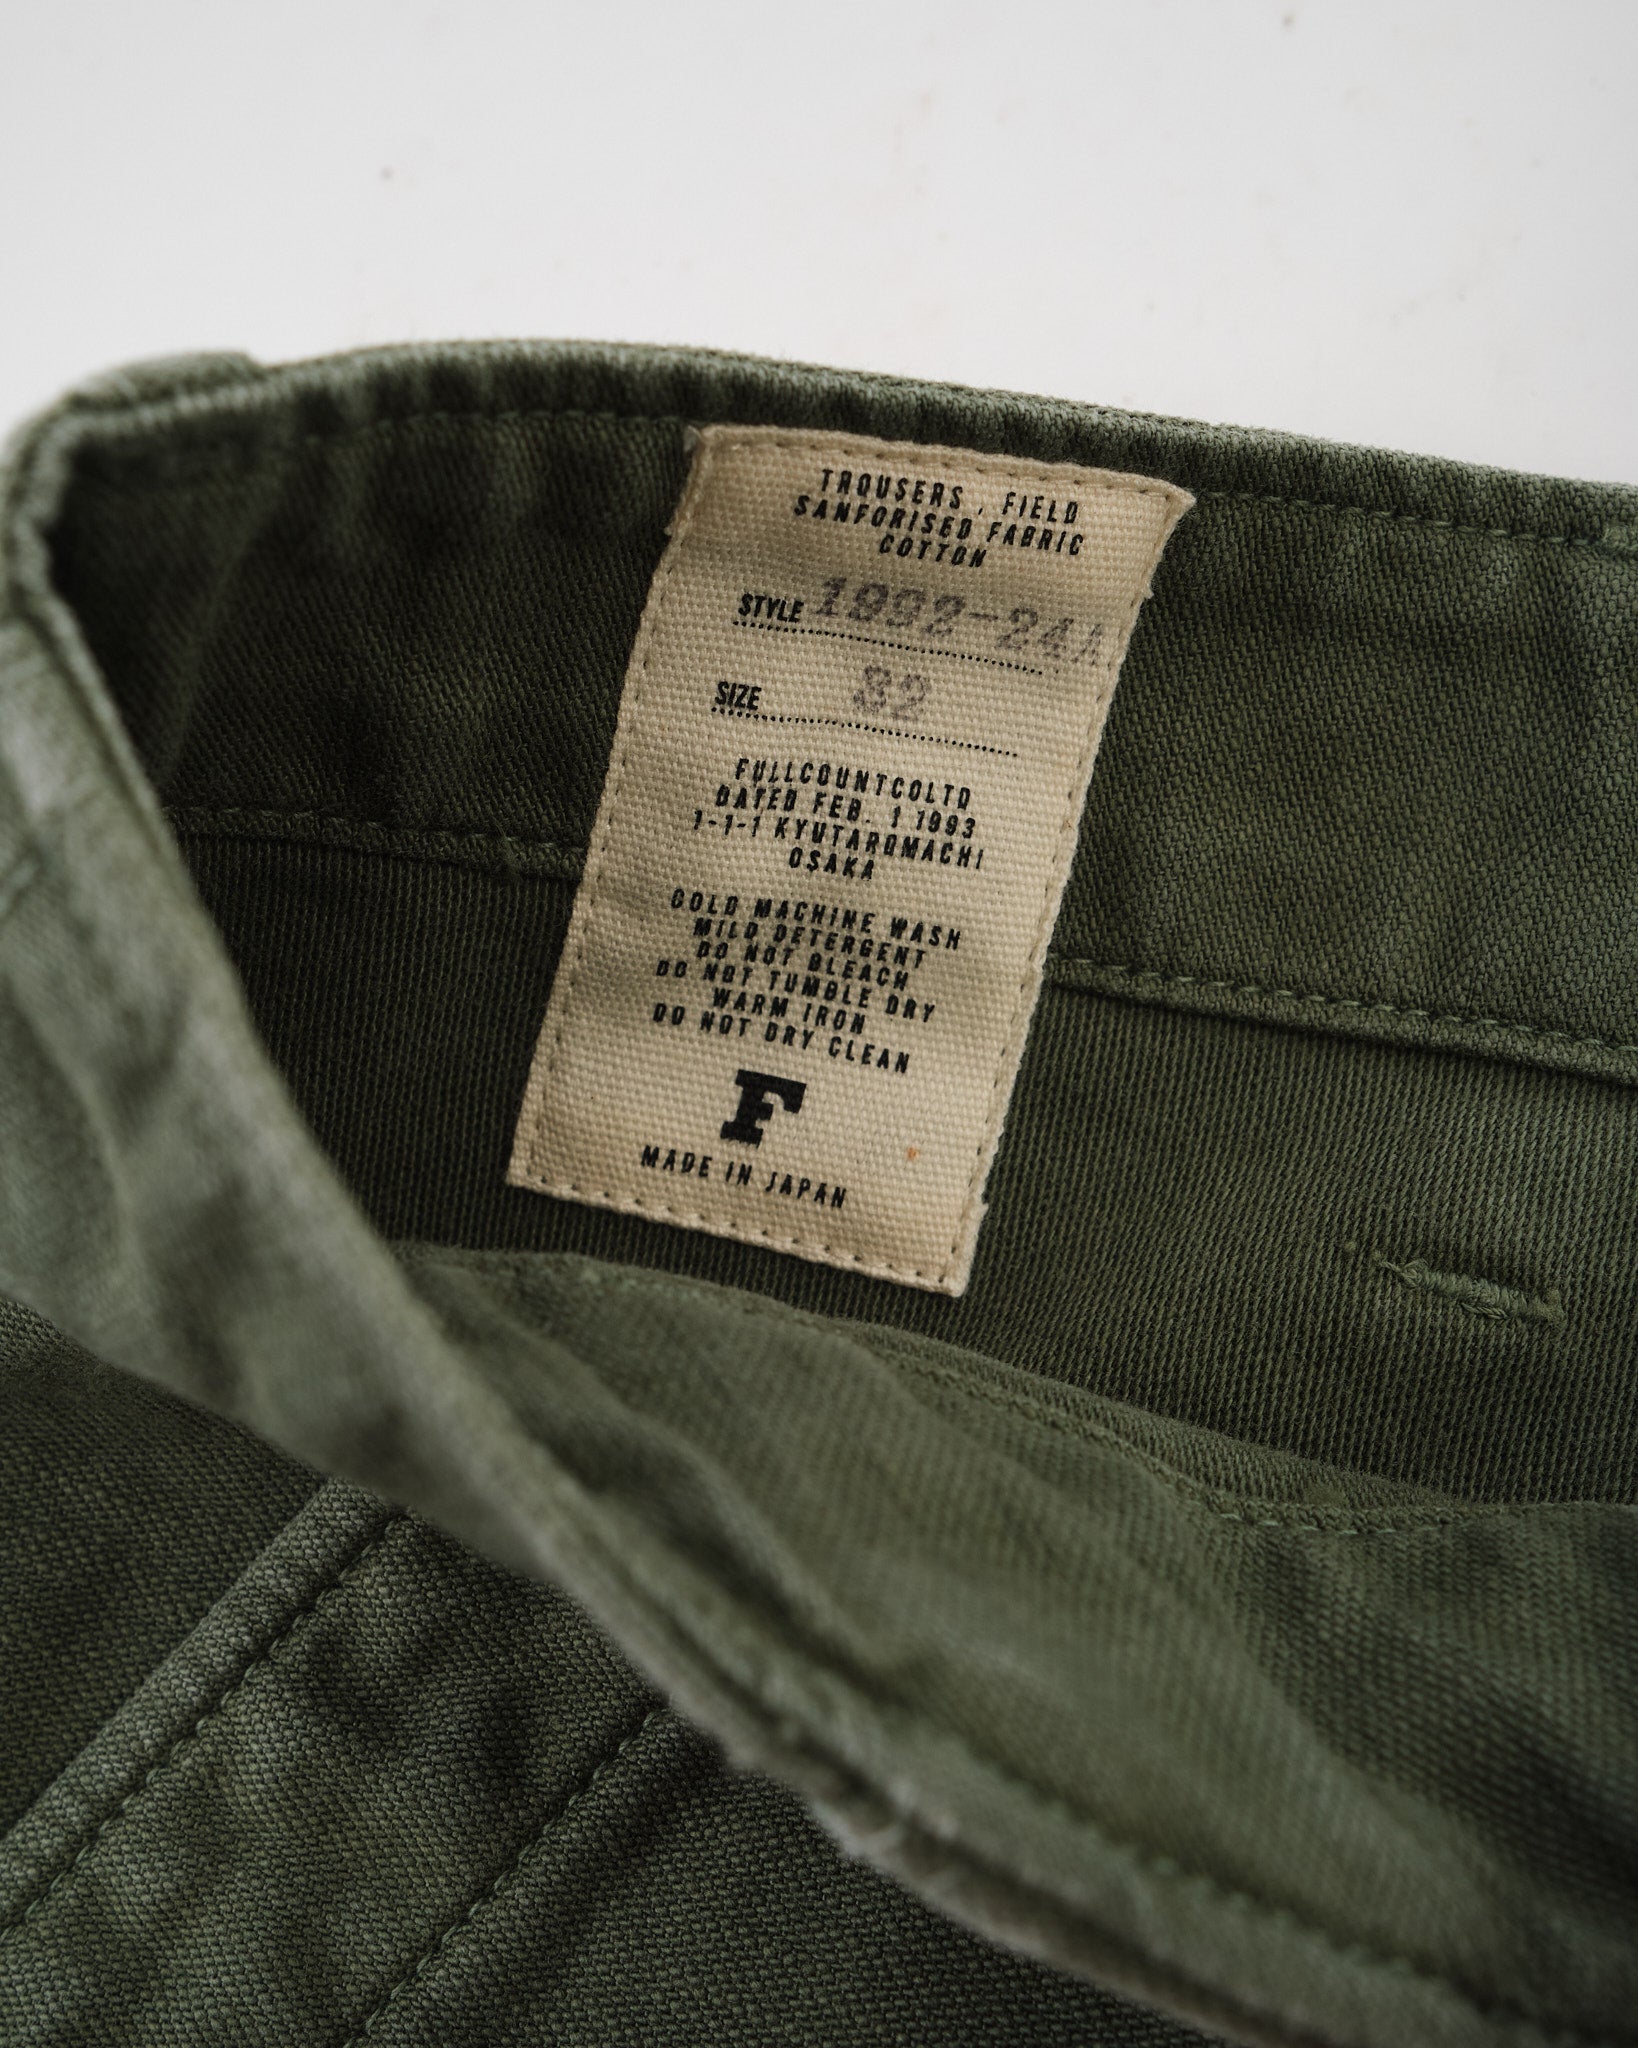 TROUSERS, FIELD
SANFORISED FABRIC
COTTON
STYLE 1992-24A
SIZE 32
FULLCOUNTCOLTD
DATED FEB. 1 1993
1-1-1 KYUTAROMACHI
OSAKA
COLD MACHINE WASH
MILD DETERGENT
DO NOT BLEACH
DO NOT TUMBLE DRY
WARM IRON
DO NOT DRY CLEAN
F
MADE IN JAPAN